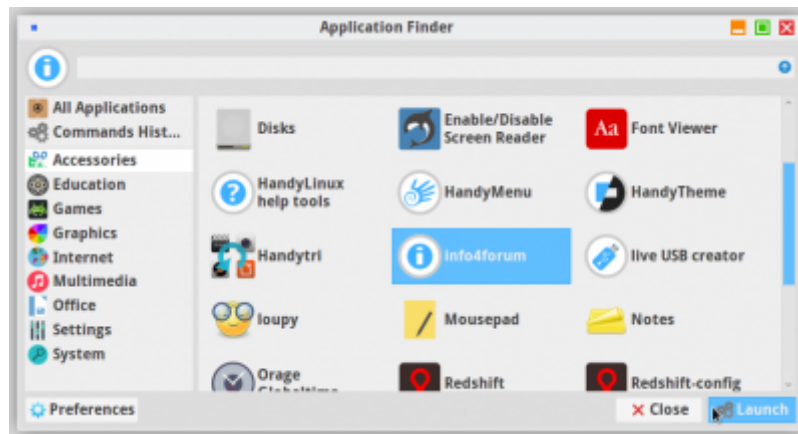 Application Finder
All Applications
Commands Hist...
Accessories
Education
Games
Graphics
Internet
Multimedia
Office
Settings
System
Disks
Enable/Disable
Screen Reader
Aa
Font Viewer
HandyLinux
help tools
HandyMenu
HandyTheme
Handytri
info4forum
live USB creator
loupy
Mousepad
Notes
Orage
Globaltime
Redshift
Redshift-config
Preferences
Close
Launch